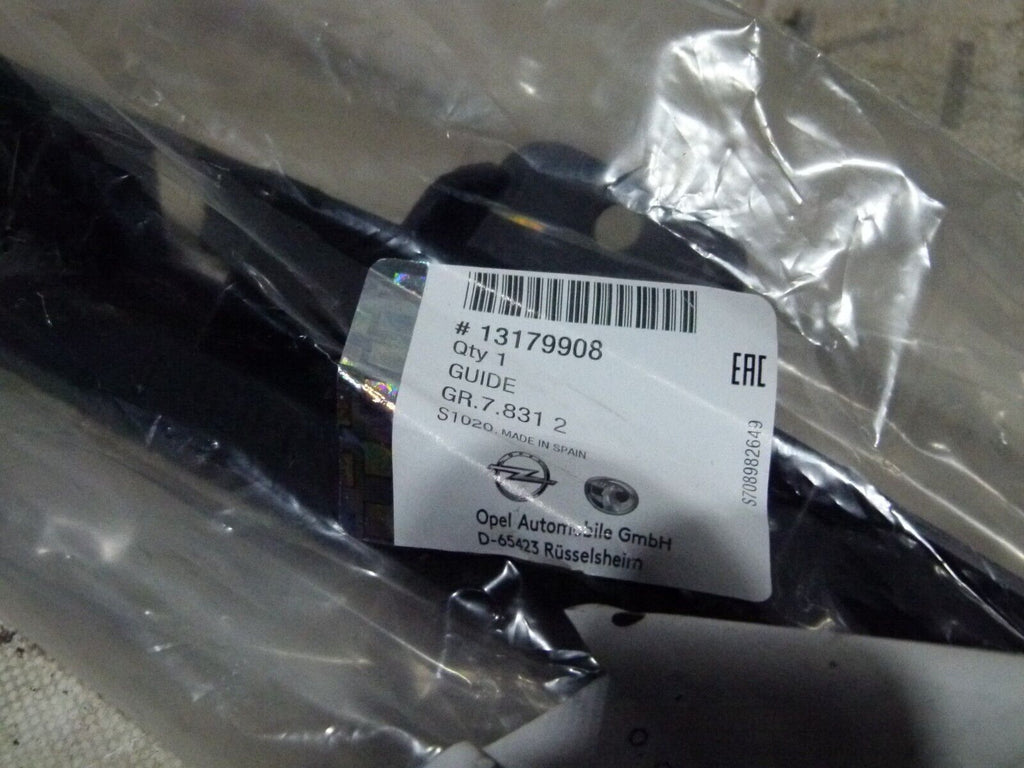 # 13179908
Qty 1
GUIDE
GR.7.831 2
S1020. MADE IN SPAIN
Opel Automobile GmbH
D-65423 Rüsselsheim
EAC
S708982649